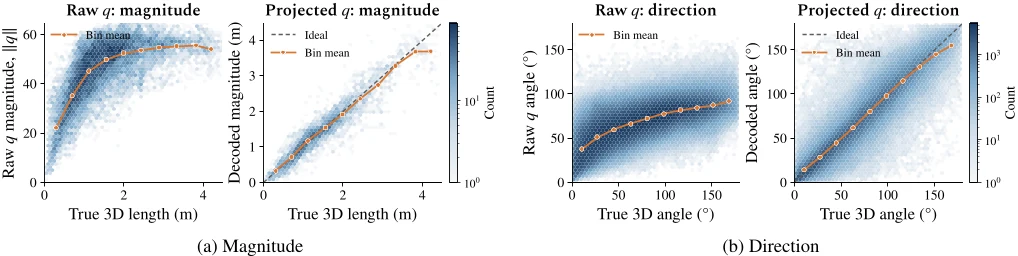 Raw q: magnitude
Raw q magnitude, ||q||
60
40
20
0
Bin mean
0 2 4
True 3D length (m)
Projected q: magnitude
Decoded magnitude (m)
4
3
2
1
0
Ideal
Bin mean
0 2 4
True 3D length (m)
10¹
10⁰
Count
(a) Magnitude
Raw q: direction
Raw q angle (°)
150
100
50
0
Bin mean
0 50 100 150
True 3D angle (°)
Projected q: direction
Decoded angle (°)
150
100
50
0
Ideal
Bin mean
0 50 100 150
True 3D angle (°)
10³
10²
10¹
10⁰
Count
(b) Direction